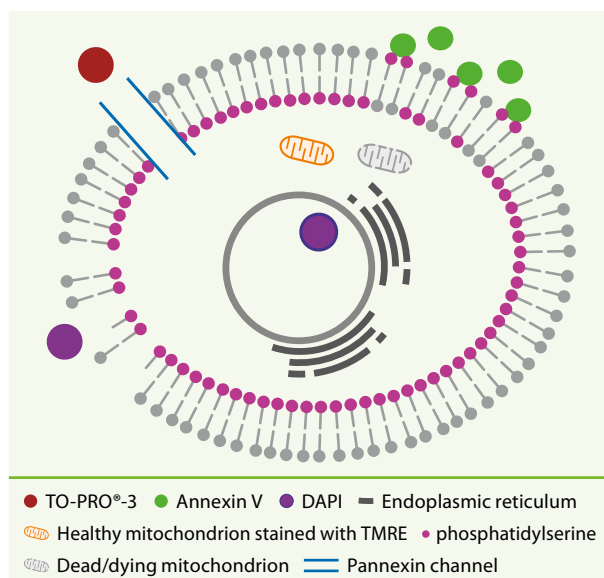 TO-PRO®-3 Annexin V DAPI Endoplasmic reticulum
Healthy mitochondrion stained with TMRE phosphatidylserine
Dead/dying mitochondrion Pannexin channel